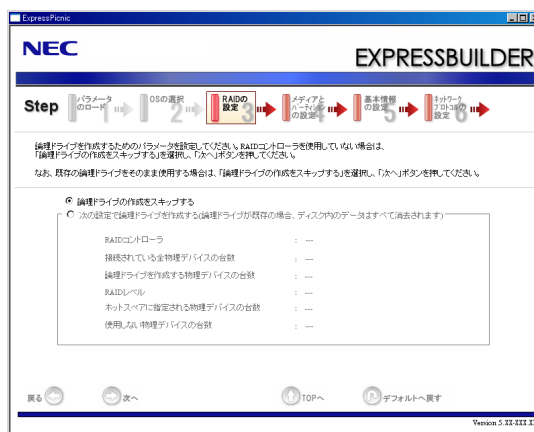 ExpressPicnic
NEC
EXPRESSBUILDER
Step
パラメータ
のロード 1
OSの選択
2
RAIDの
設定 3
メディアと
パーティション
の設定 4
基本情報
の設定 5
ネットワーク
プロトコルの
設定 6
論理ドライブを作成するためのパラメータを設定してください。RAIDコントローラを使用していない場合は、
「論理ドライブの作成をスキップする」を選択し、「次へ」ボタンを押してください。
なお、既存の論理ドライブをそのまま使用する場合は、「論理ドライブの作成をスキップする」を選択し、「次へ」ボタンを押してください。
論理ドライブの作成をスキップする
次の設定で論理ドライブを作成する(論理ドライブが既存の場合、ディスク内のデータはすべて消去されます)
RAIDコントローラ : ---
接続されている全物理デバイスの台数 : ---
論理ドライブを作成する物理デバイスの台数 : ---
RAIDレベル : ---
ホットスペアに指定される物理デバイスの台数 : ---
使用しない物理デバイスの台数 : ---
戻る 次へ TOPへ デフォルトへ戻す
Version 5.XX-XXX.X